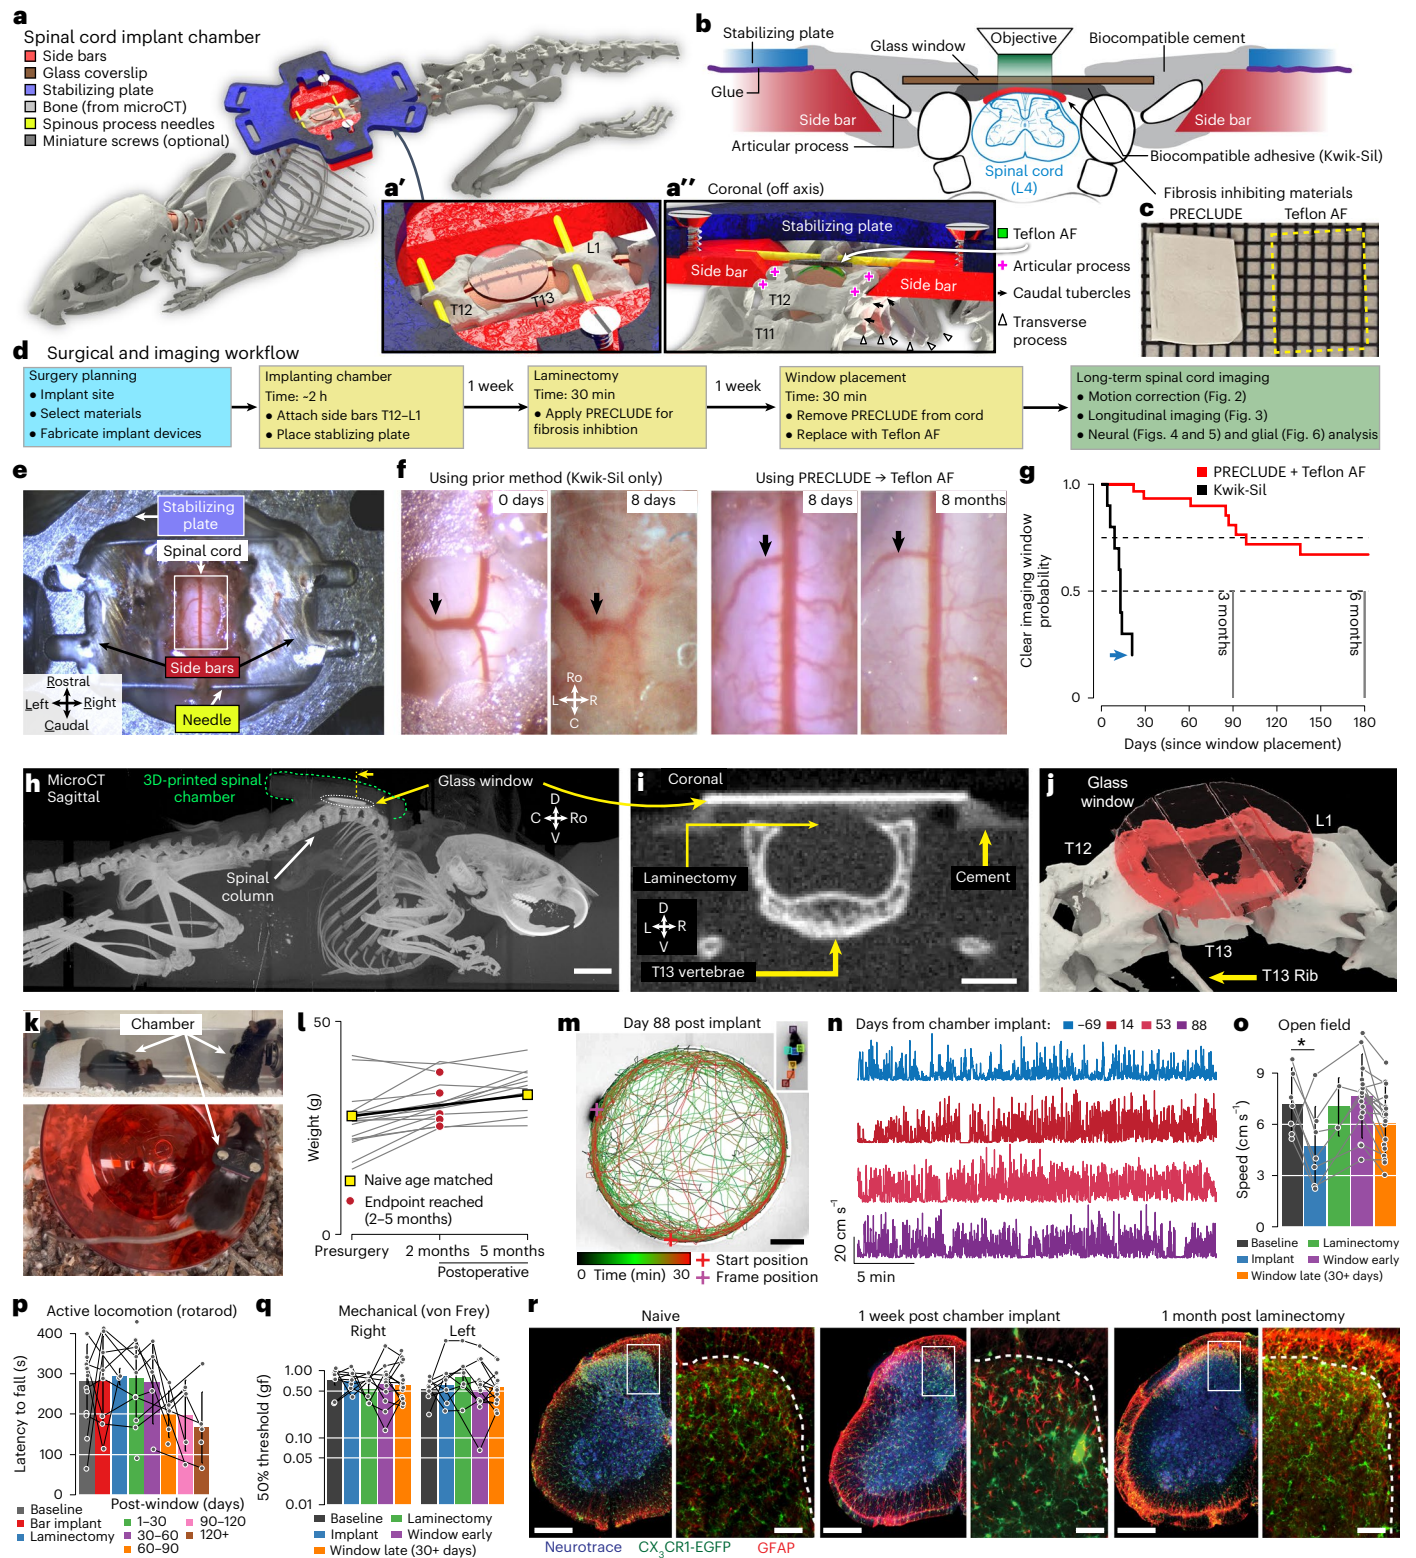 a
Spinal cord implant chamber
Side bars
Glass coverslip
Stabilizing plate
Bone (from microCT)
Spinous process needles
Miniature screws (optional)
a′
L1
T13
T12
a′′
Coronal (off axis)
Stabilizing plate
Side bar
Side bar
T12
T11
Teflon AF
Articular process
Caudal tubercles
Transverse
process
b
Stabilizing plate
Glass window
Objective
Biocompatible cement
Glue
Side bar
Side bar
Articular process
Spinal cord
(L4)
Biocompatible adhesive (Kwik-Sil)
Fibrosis inhibiting materials
c
PRECLUDE
Teflon AF
d
Surgical and imaging workflow
Surgery planning
● Implant site
● Select materials
● Fabricate implant devices
Implanting chamber
Time: ~2 h
● Attach side bars T12–L1
● Place stablizing plate
1 week
Laminectomy
Time: 30 min
● Apply PRECLUDE for
fibrosis inhibtion
1 week
Window placement
Time: 30 min
● Remove PRECLUDE from cord
● Replace with Teflon AF
Long-term spinal cord imaging
● Motion correction (Fig. 2)
● Longitudinal imaging (Fig. 3)
● Neural (Figs. 4 and 5) and glial (Fig. 6) analysis
e
Stabilizing
plate
Spinal cord
Side bars
Needle
Rostral
Left
Right
Caudal
f
Using prior method (Kwik-Sil only)
0 days
8 days
Ro
L
R
C
Using PRECLUDE → Teflon AF
8 days
8 months
g
PRECLUDE + Teflon AF
Kwik-Sil
Clear imaging window
probability
1.0
0.5
0
3 months
6 months
0 30 60 90 120 150 180
Days (since window placement)
h
MicroCT
Sagittal
3D-printed spinal
chamber
Glass window
D
C
Ro
V
Spinal
column
i
Coronal
Laminectomy
Cement
D
L
R
V
T13 vertebrae
j
Glass
window
L1
T12
T13
T13 Rib
k
Chamber
l
50
Weight (g)
Naive age matched
Endpoint reached
(2–5 months)
0
Presurgery
2 months
5 months
Postoperative
m
Day 88 post implant
0 Time (min) 30
Start position
Frame position
n
Days from chamber implant:
–69
14
53
88
20 cm s⁻¹
5 min
o
Open field
*
9
6
3
0
Speed (cm s⁻¹)
Baseline
Laminectomy
Implant
Window early
Window late (30+ days)
p
Active locomotion (rotarod)
400
300
200
100
0
Latency to fall (s)
Baseline
Bar implant
Laminectomy
Post-window (days)
1–30
30–60
60–90
90–120
120+
q
Mechanical (von Frey)
Right
Left
1.00
0.50
0.10
0.05
0.01
50% threshold (gf)
Baseline
Laminectomy
Implant
Window early
Window late (30+ days)
r
Naive
1 week post chamber implant
1 month post laminectomy
Neurotrace
CX₃CR1-EGFP
GFAP